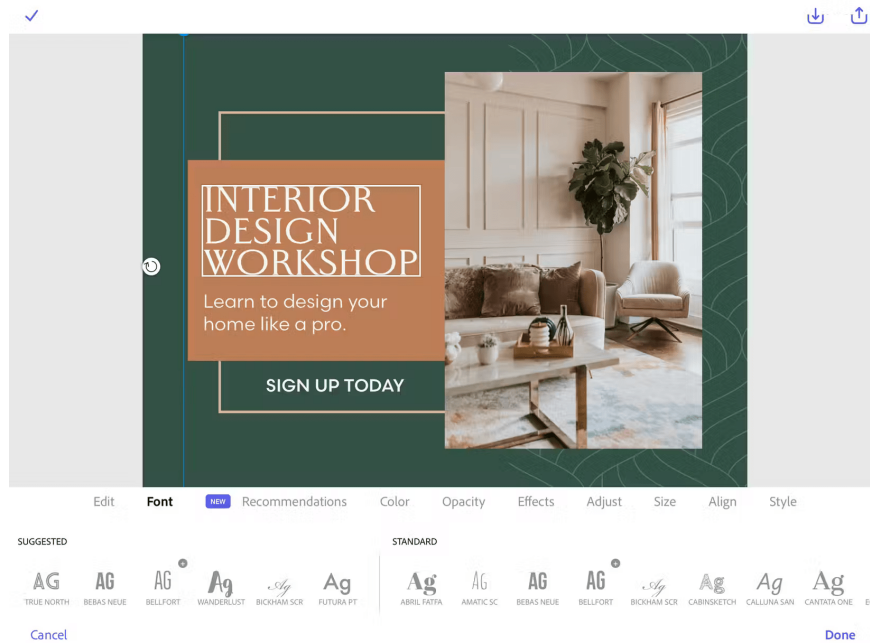 INTERIOR
DESIGN
WORKSHOP
Learn to design your
home like a pro.
SIGN UP TODAY
Edit Font NEW Recommendations Color Opacity Effects Adjust Size Align Style
SUGGESTED STANDARD
AG AG AG Ag Ag Ag Ag AG AG AG Ag Ag Ag Ag
TRUE NORTH BEBAS NEUE BELLFORT WANDERLUST BICKHAM SCR FUTURA PT ABRIL FATFA AMATIC SC BEBAS NEUE BELLFORT BICKHAM SCR CABINSKETCH CALLUNA SAN CANTATA ONE
Cancel Done